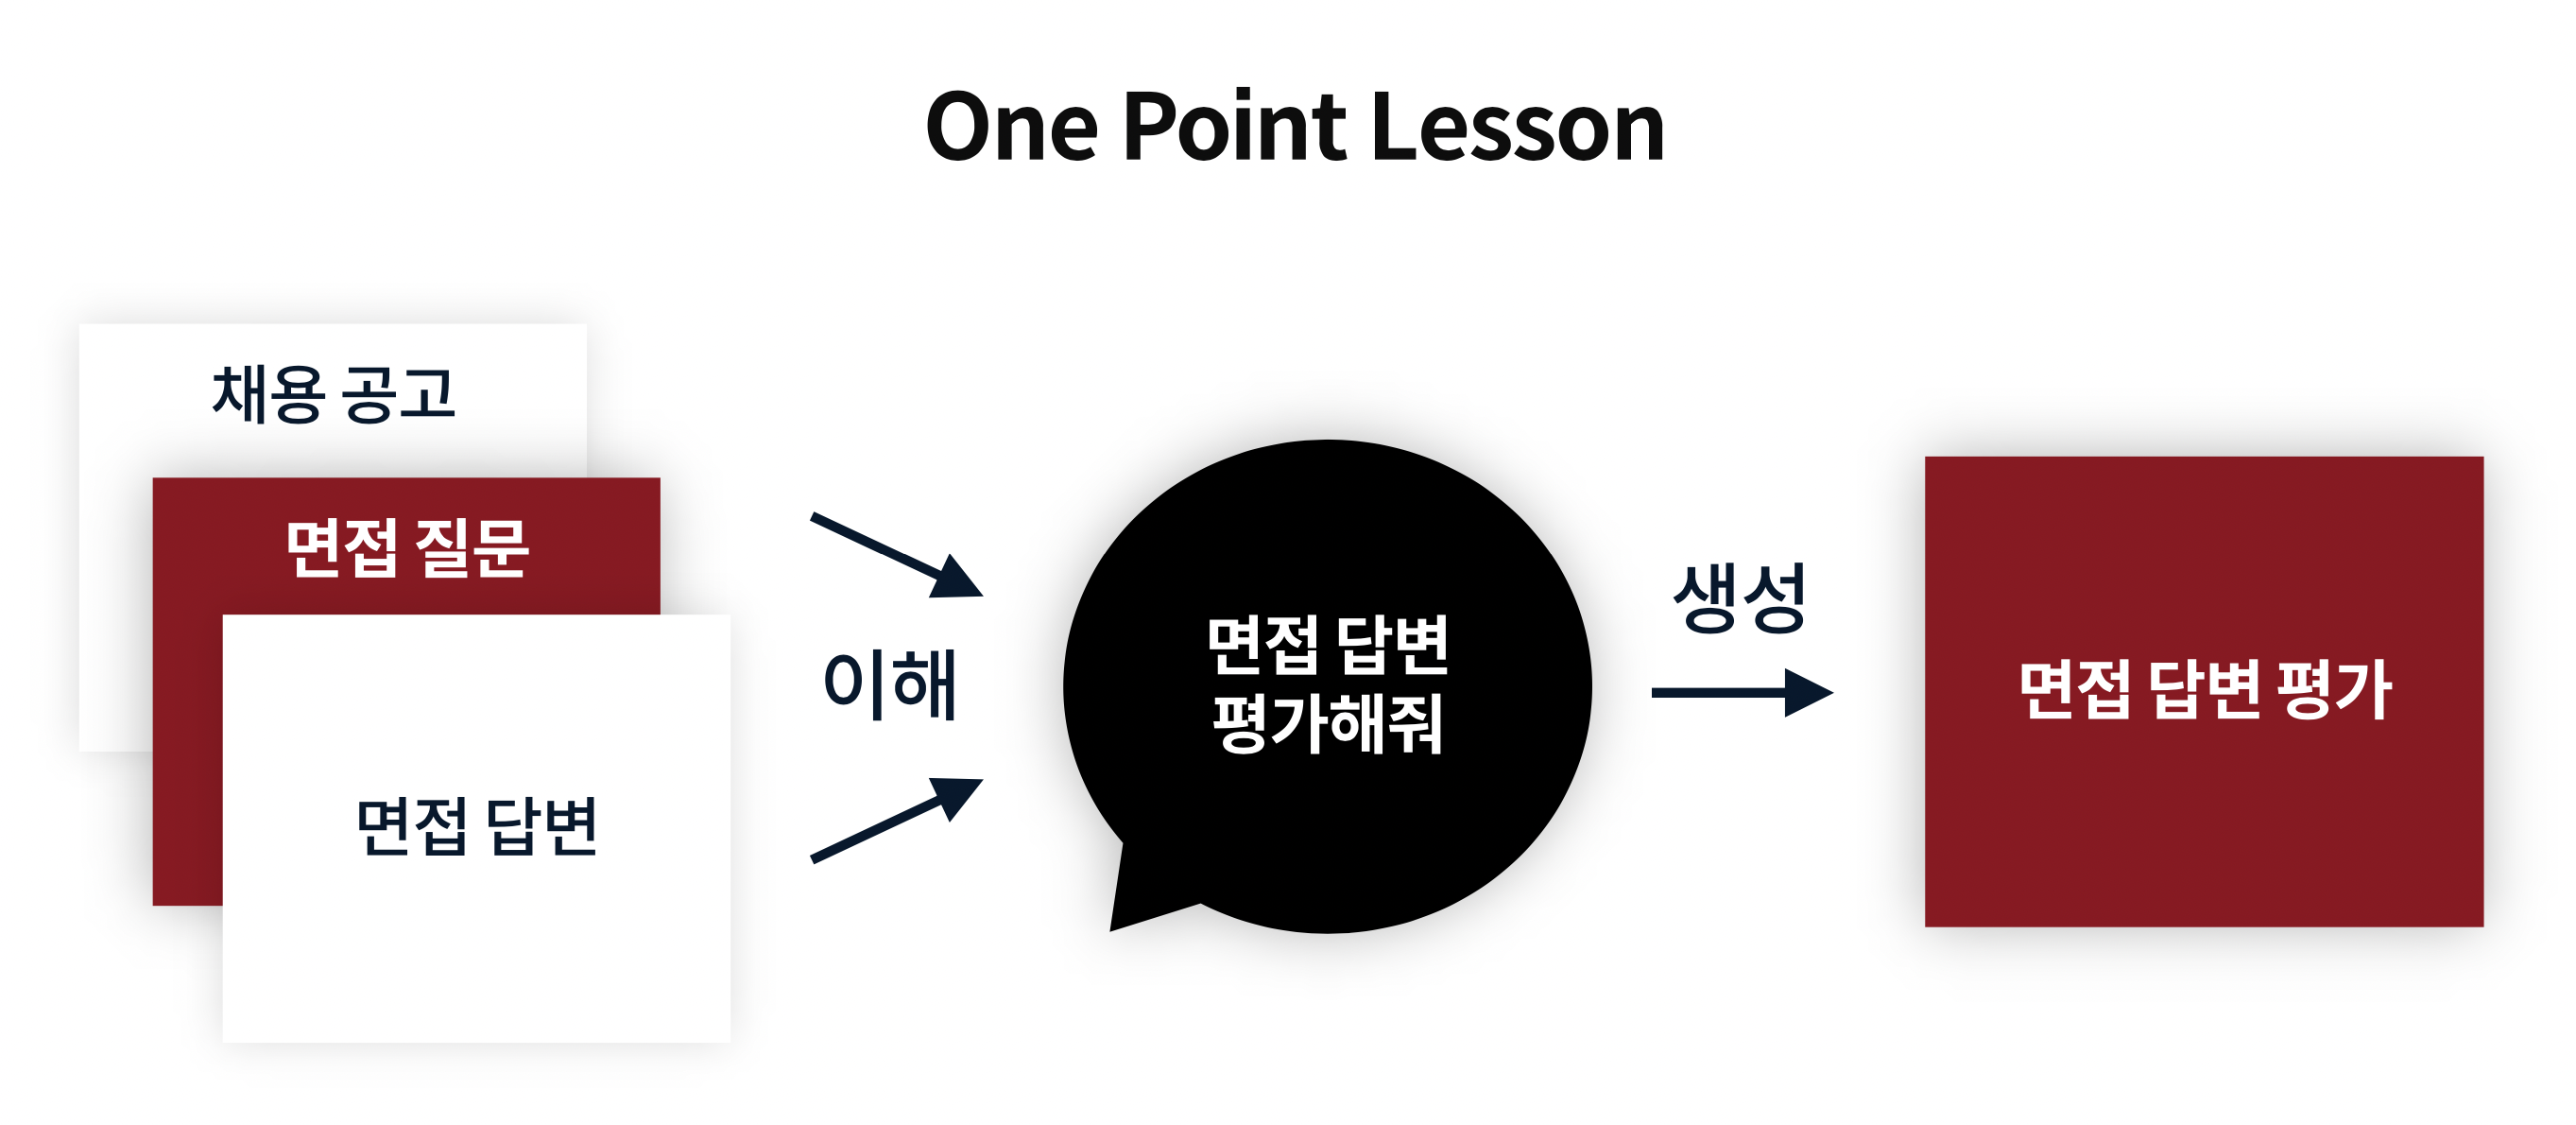 One Point Lesson
채용 공고
면접 질문
면접 답변
이해
면접 답변
평가해줘
생성
면접 답변 평가